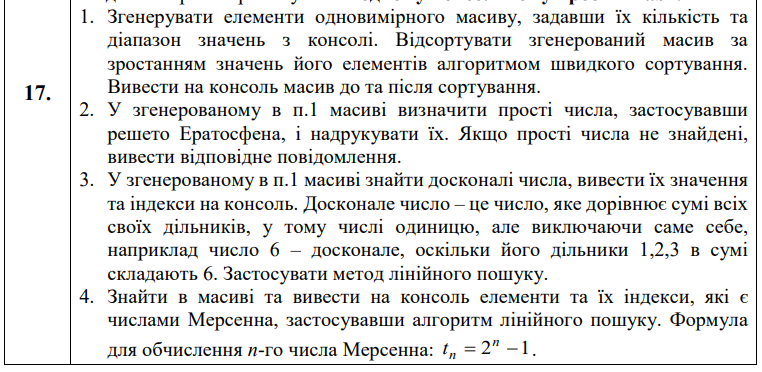 1. Згенерувати елементи одновимірного масиву, задавши їх кількість та
діапазон значень з консолі. Відсортувати згенерований масив за
зростанням значень його елементів алгоритмом швидкого сортування.
Вивести на консоль масив до та після сортування.
17.
2. У згенерованому в п.1 масиві визначити прості числа, застосувавши
решето Ератосфена, і надрукувати їх. Якщо прості числа не знайдені,
вивести відповідне повідомлення.
3. У згенерованому в п.1 масиві знайти досконалі числа, вивести їх значення
та індекси на консоль. Досконале число – це число, яке дорівнює сумі всіх
своїх дільників, у тому числі одиницю, але виключаючи саме себе,
наприклад число 6 – досконале, оскільки його дільники 1,2,3 в сумі
складають 6. Застосувати метод лінійного пошуку.
4. Знайти в масиві та вивести на консоль елементи та їх індекси, які є
числами Мерсенна, застосувавши алгоритм лінійного пошуку. Формула
для обчислення n-го числа Мерсенна: tₙ = 2ⁿ − 1.